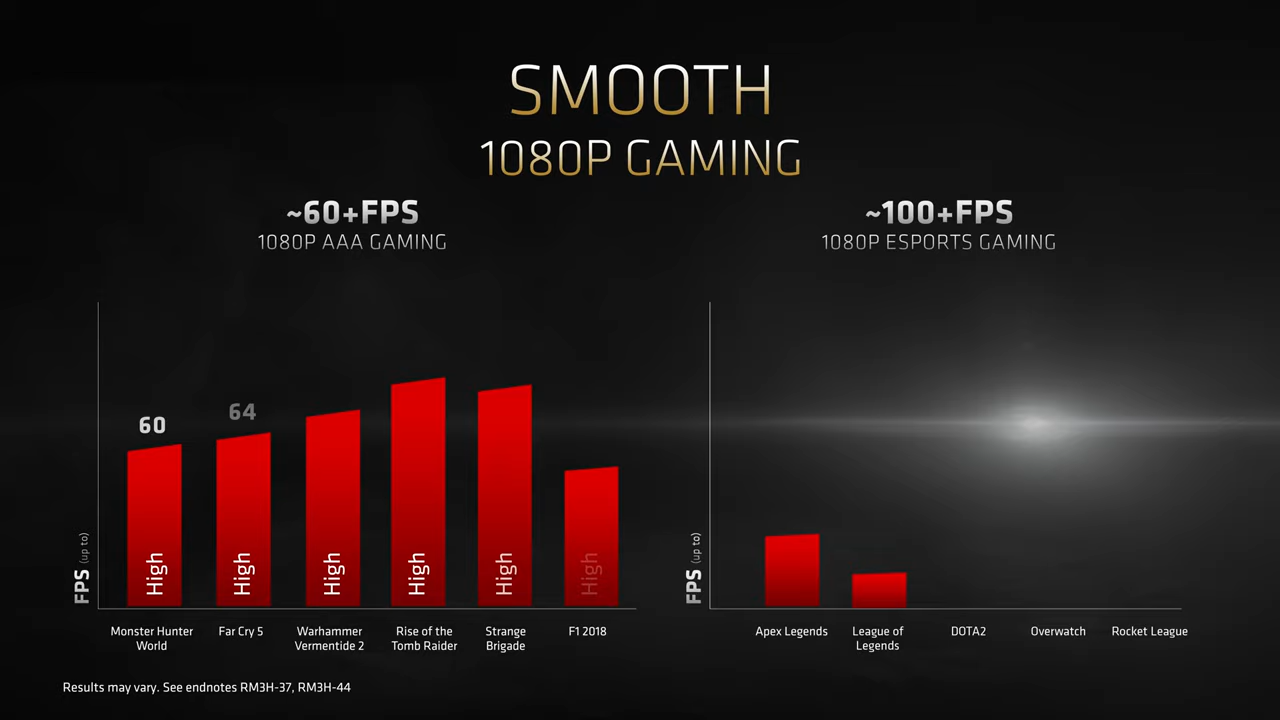 SMOOTH
1080P GAMING
~60+FPS
1080P AAA GAMING
~100+FPS
1080P ESPORTS GAMING
60
64
High
High
High
High
High
High
FPS (up to)
FPS (up to)
Monster Hunter
World
Far Cry 5
Warhammer
Vermentide 2
Rise of the
Tomb Raider
Strange
Brigade
F1 2018
Apex Legends
League of
Legends
DOTA2
Overwatch
Rocket League
Results may vary. See endnotes RM3H-37, RM3H-44